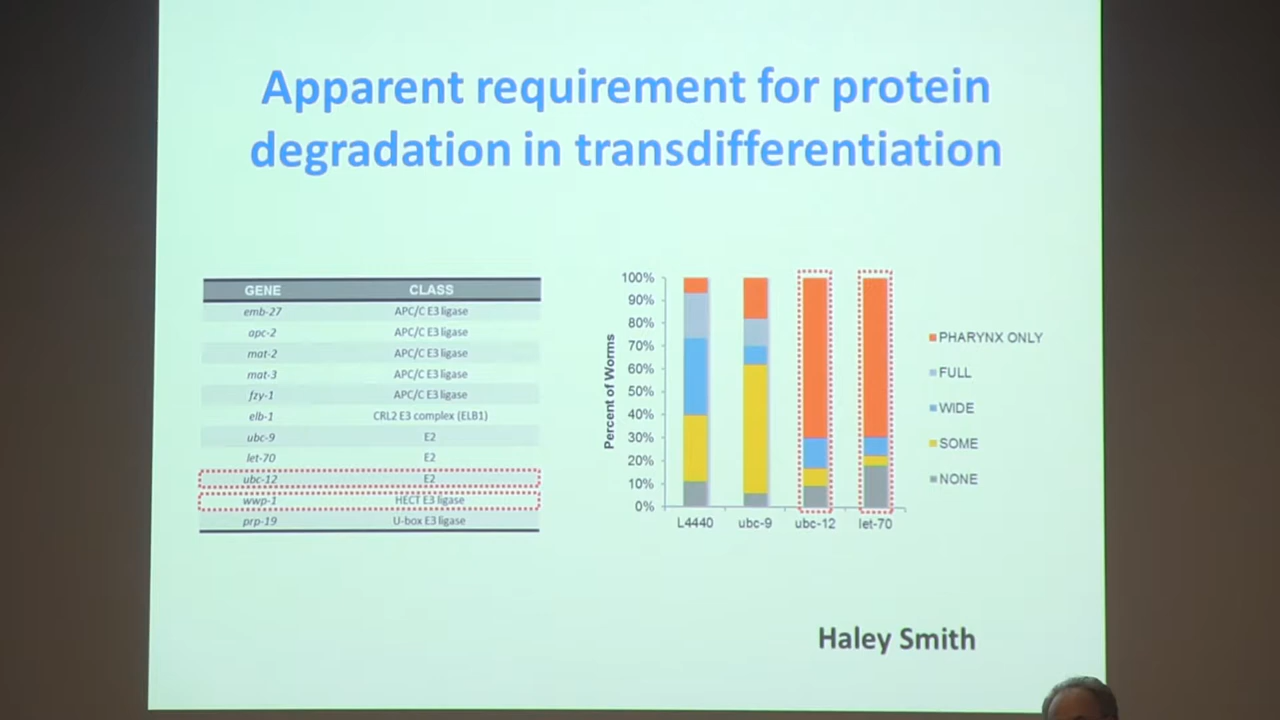 Apparent requirement for protein
degradation in transdifferentiation
GENE CLASS
emb-27 APC/C E3 ligase
apc-2 APC/C E3 ligase
mat-2 APC/C E3 ligase
mat-3 APC/C E3 ligase
fzy-1 APC/C E3 ligase
elb-1 CRL2 E3 complex (ELB1)
ubc-9 E2
let-70 E2
ubc-12 E2
wwp-1 HECT E3 ligase
prp-19 U-box E3 ligase
Percent of Worms
100%
90%
80%
70%
60%
50%
40%
30%
20%
10%
0%
L4440 ubc-9 ubc-12 let-70
PHARYNX ONLY
FULL
WIDE
SOME
NONE
Haley Smith